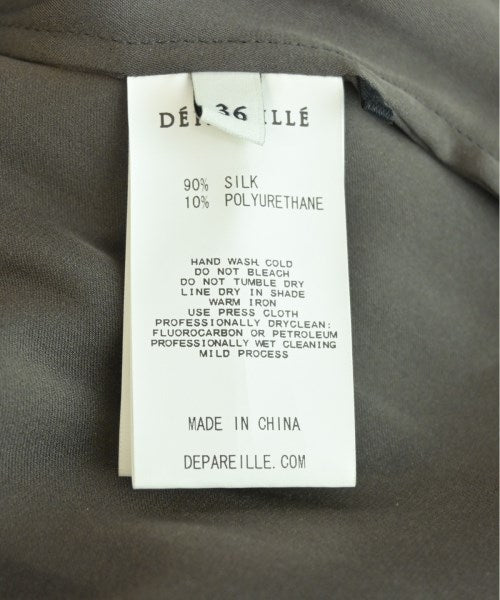 36
90% SILK
10% POLYURETHANE
HAND WASH COLD
DO NOT BLEACH
DO NOT TUMBLE DRY
LINE DRY IN SHADE
WARM IRON
USE PRESS CLOTH
PROFESSIONALLY DRYCLEAN:
FLUOROCARBON OR PETROLEUM
PROFESSIONALLY WET CLEANING
MILD PROCESS
MADE IN CHINA
DEPAREILLE.COM